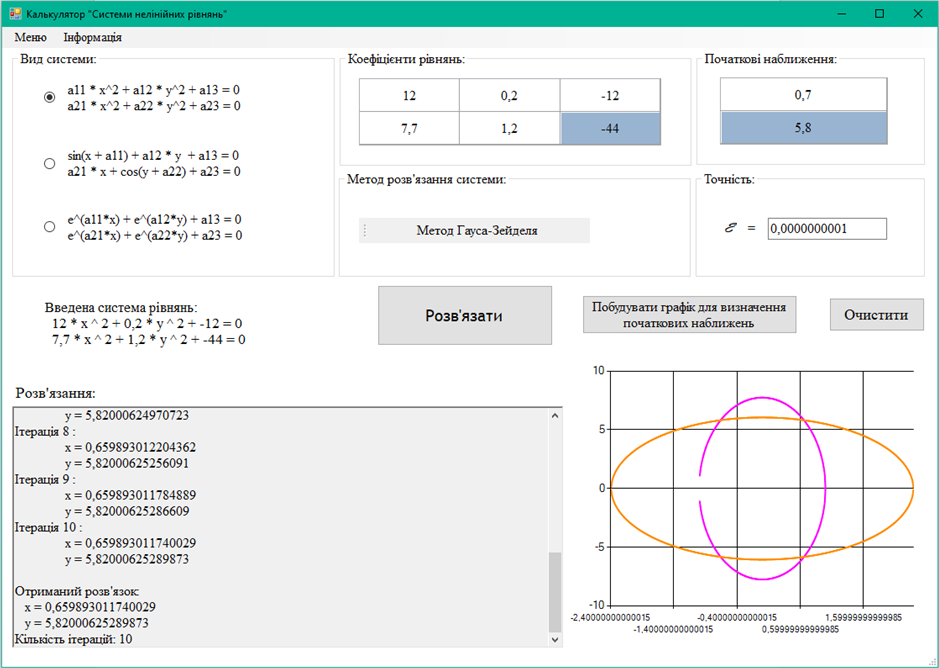 Калькулятор "Системи нелінійних рівнянь"
Меню Інформація
Вид системи:
a11 * x^2 + a12 * y^2 + a13 = 0
a21 * x^2 + a22 * y^2 + a23 = 0
sin(x + a11) + a12 * y + a13 = 0
a21 * x + cos(y + a22) + a23 = 0
e^(a11*x) + e^(a12*y) + a13 = 0
e^(a21*x) + e^(a22*y) + a23 = 0
Коефіцієнти рівнянь:
12 0,2 -12
7,7 1,2 -44
Початкові наближення:
0,7
5,8
Метод розв'язання системи:
Метод Гауса-Зейделя
Точність:
ℰ = 0,0000000001
Введена система рівнянь:
12 * x ^ 2 + 0,2 * y ^ 2 + -12 = 0
7,7 * x ^ 2 + 1,2 * y ^ 2 + -44 = 0
Розв'язати
Побудувати графік для визначення
початкових наближень
Очистити
Розв'язання:
y = 5,82000624970723
Ітерація 8 :
x = 0,659893012204362
y = 5,82000625256091
Ітерація 9 :
x = 0,659893011784889
y = 5,82000625286609
Ітерація 10 :
x = 0,659893011740029
y = 5,82000625289873
Отриманий розв'язок:
x = 0,659893011740029
y = 5,82000625289873
Кількість ітерацій: 10
10
5
0
-5
-10
-2,40000000000015 -0,40000000000015 1,59999999999985
-1,40000000000015 0,59999999999985